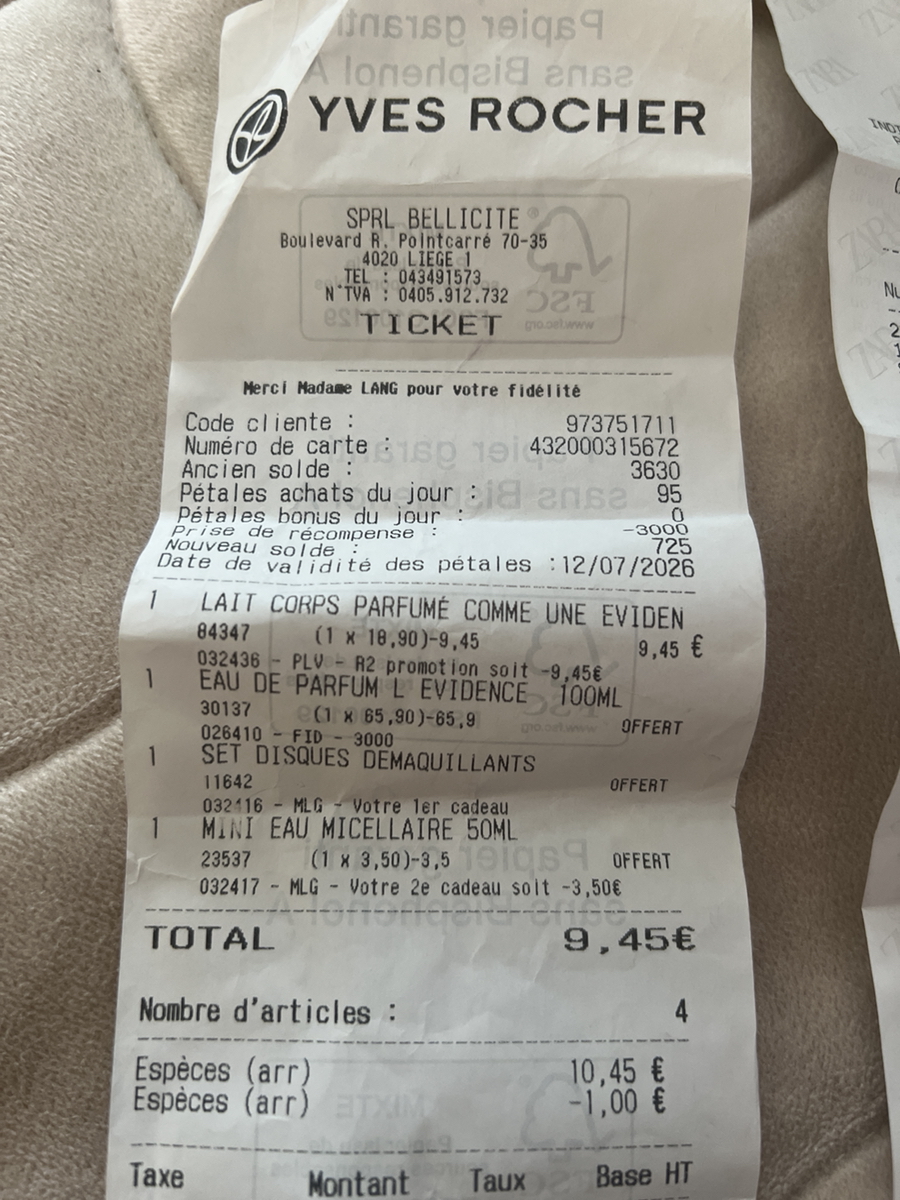 YVES ROCHER
SPRL BELLICITE
Boulevard R. Pointcarré 70-35
4020 LIEGE 1
TEL : 043491573
N°TVA : 0405.912.732
TICKET
Merci Madame LANG pour votre fidélité
Code cliente : 973751711
Numéro de carte : 432000315672
Ancien solde : 3630
Pétales achats du jour : 95
Pétales bonus du jour : 0
Prise de récompense : -3000
Nouveau solde : 725
Date de validité des pétales :12/07/2026
1 LAIT CORPS PARFUMÉ COMME UNE EVIDEN
84347 (1 x 18,90)-9,45 9,45 €
032436 - PLV - R2 promotion soit -9,45€
1 EAU DE PARFUM L EVIDENCE 100ML
30137 (1 x 65,90)-65,9 OFFERT
026410 - FID - 3000
1 SET DISQUES DEMAQUILLANTS
11642 OFFERT
032416 - MLG - Votre 1er cadeau
1 MINI EAU MICELLAIRE 50ML
23537 (1 x 3,50)-3,5 OFFERT
032417 - MLG - Votre 2e cadeau soit -3,50€
TOTAL 9,45€
Nombre d'articles : 4
Espèces (arr) 10,45 €
Espèces (arr) -1,00 €
Taxe Montant Taux Base HT